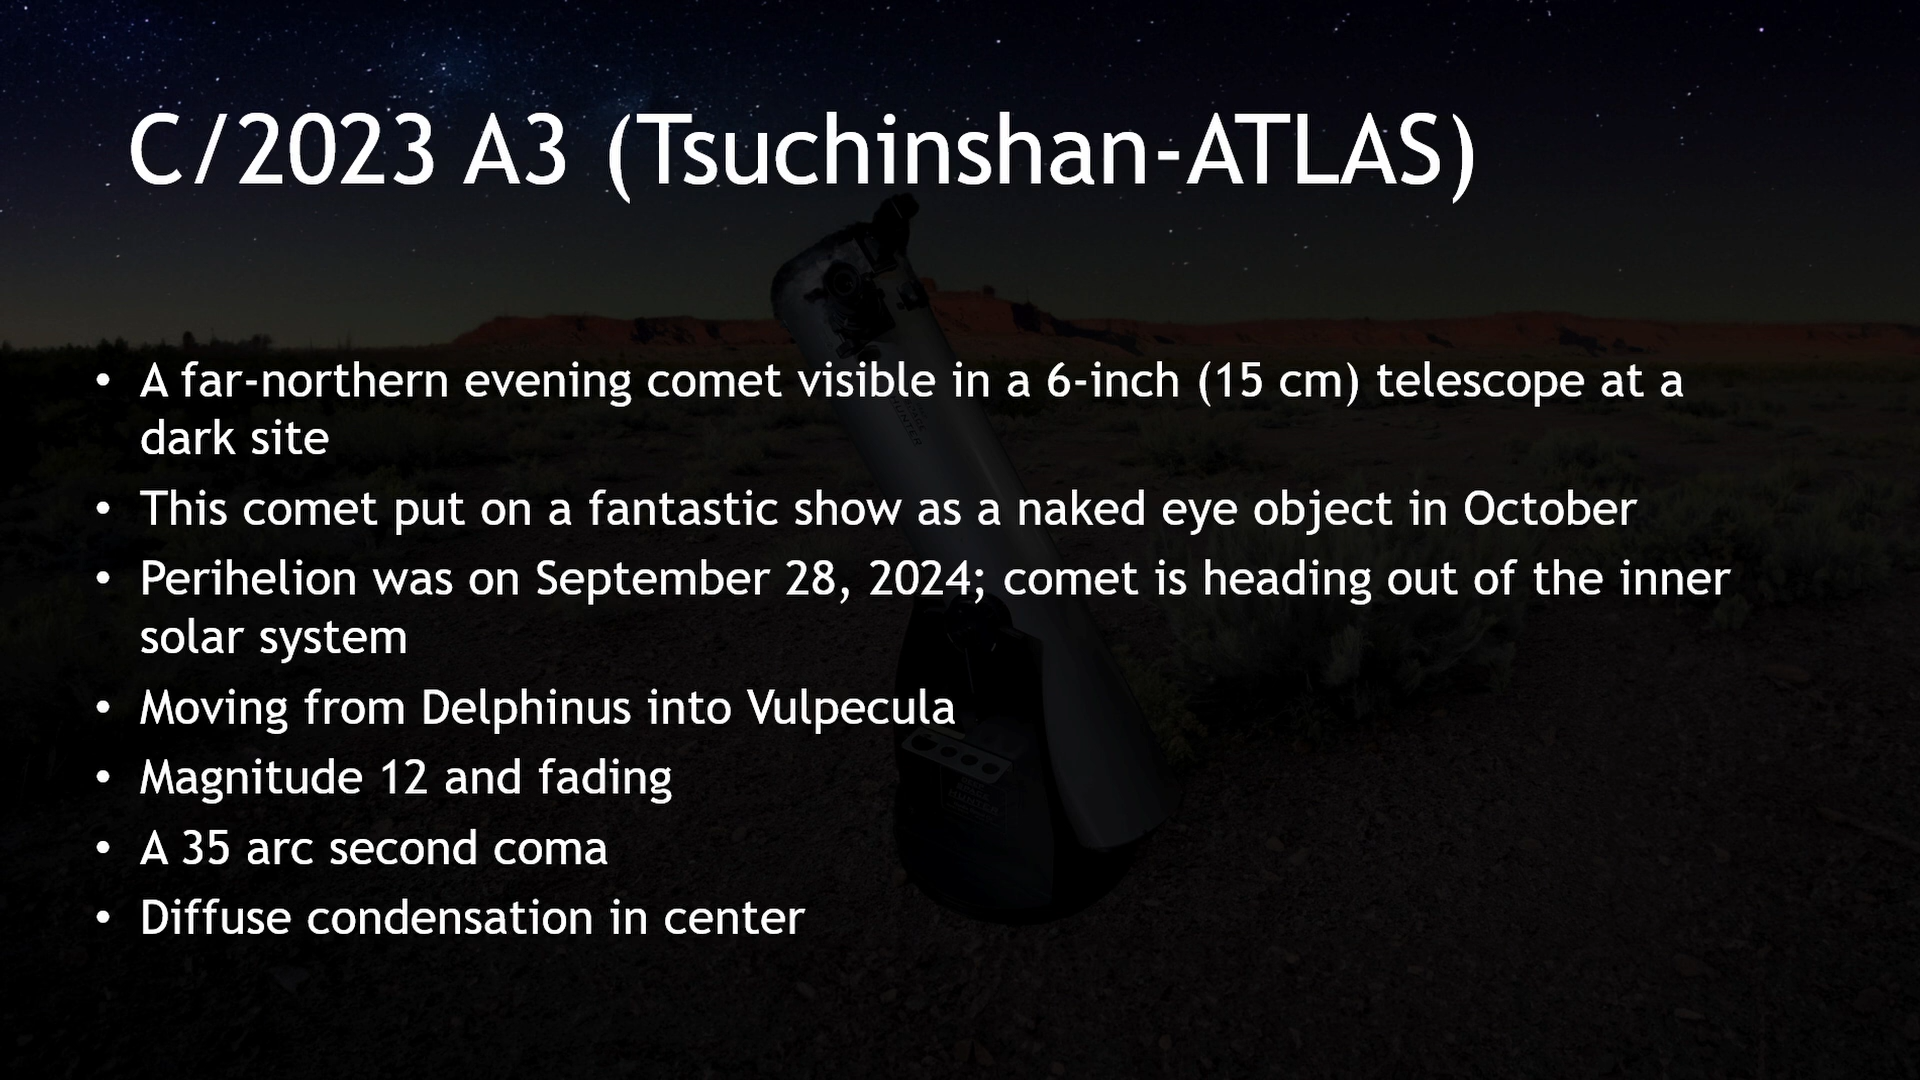 C/2023 A3 (Tsuchinshan-ATLAS)
• A far-northern evening comet visible in a 6-inch (15 cm) telescope at a
dark site
• This comet put on a fantastic show as a naked eye object in October
• Perihelion was on September 28, 2024; comet is heading out of the inner
solar system
• Moving from Delphinus into Vulpecula
• Magnitude 12 and fading
• A 35 arc second coma
• Diffuse condensation in center